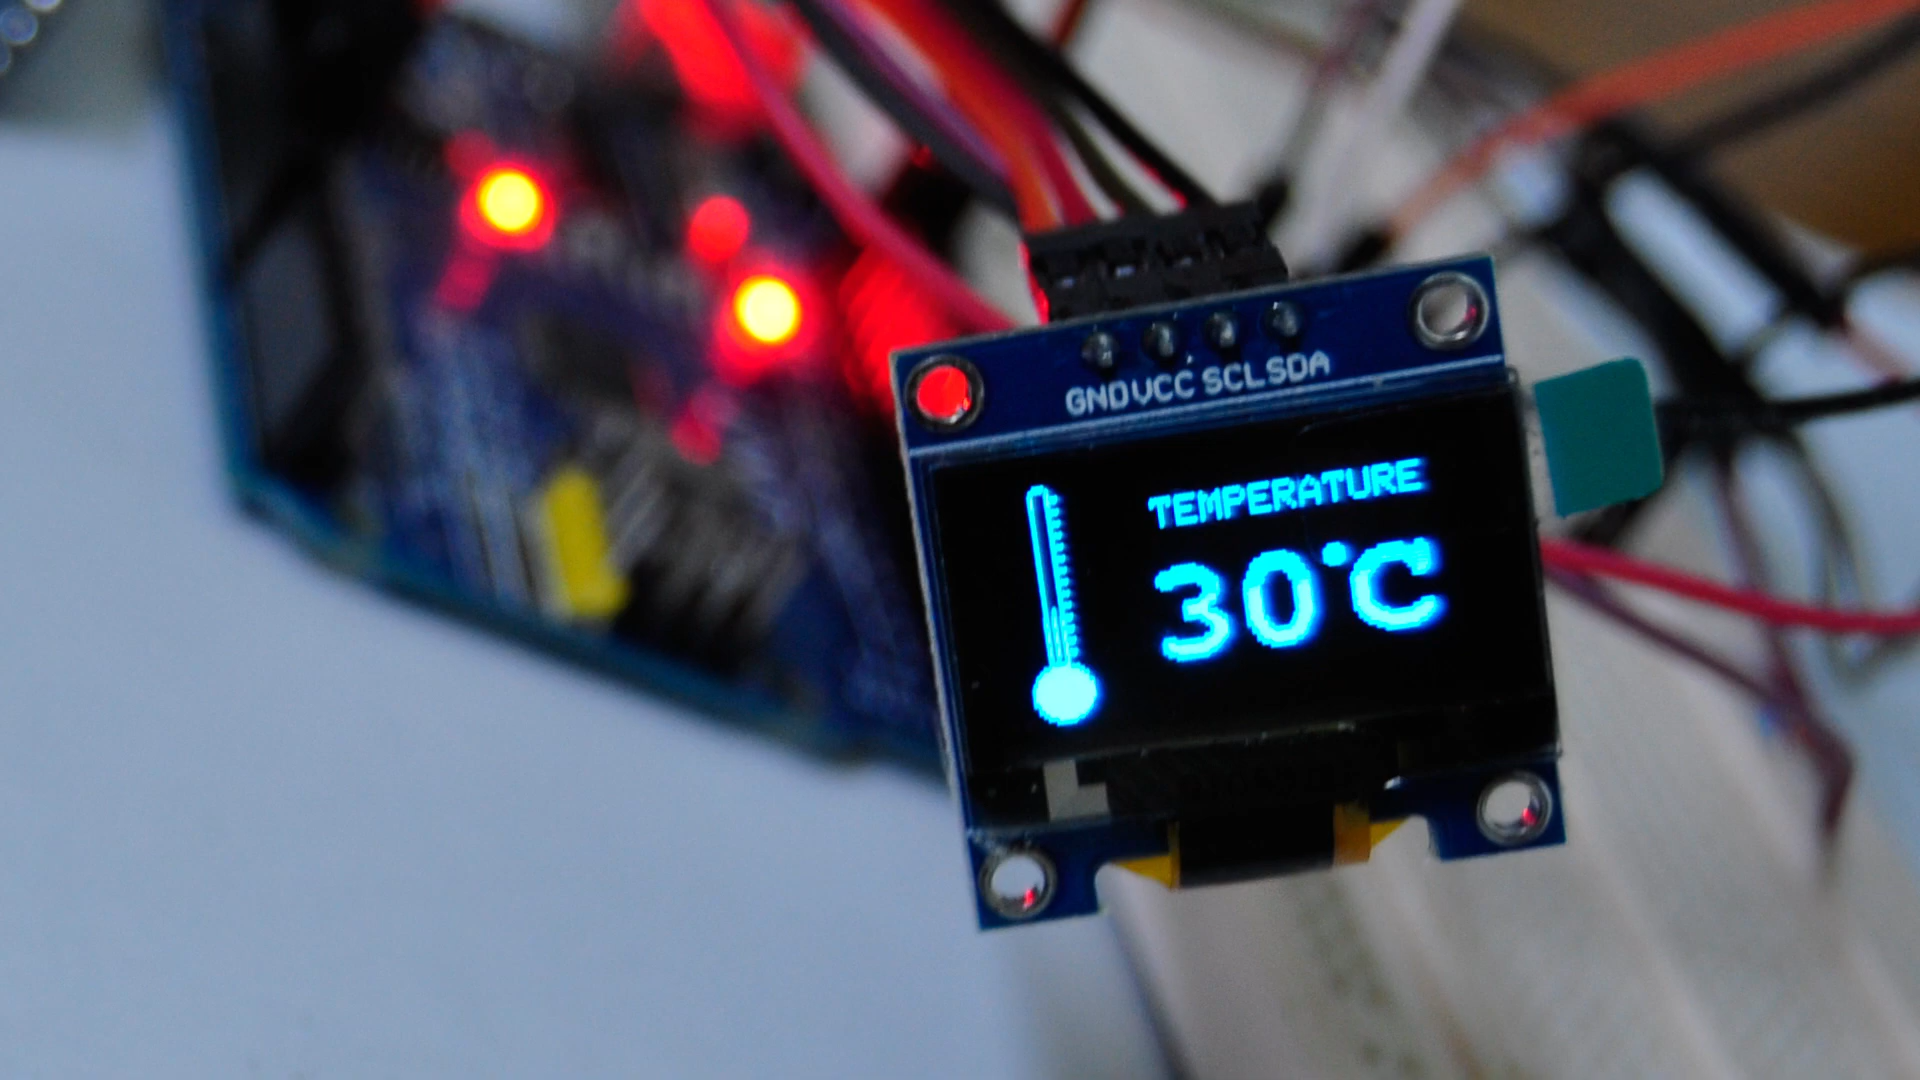 GND VCC SCL SDA
TEMPERATURE
30°C